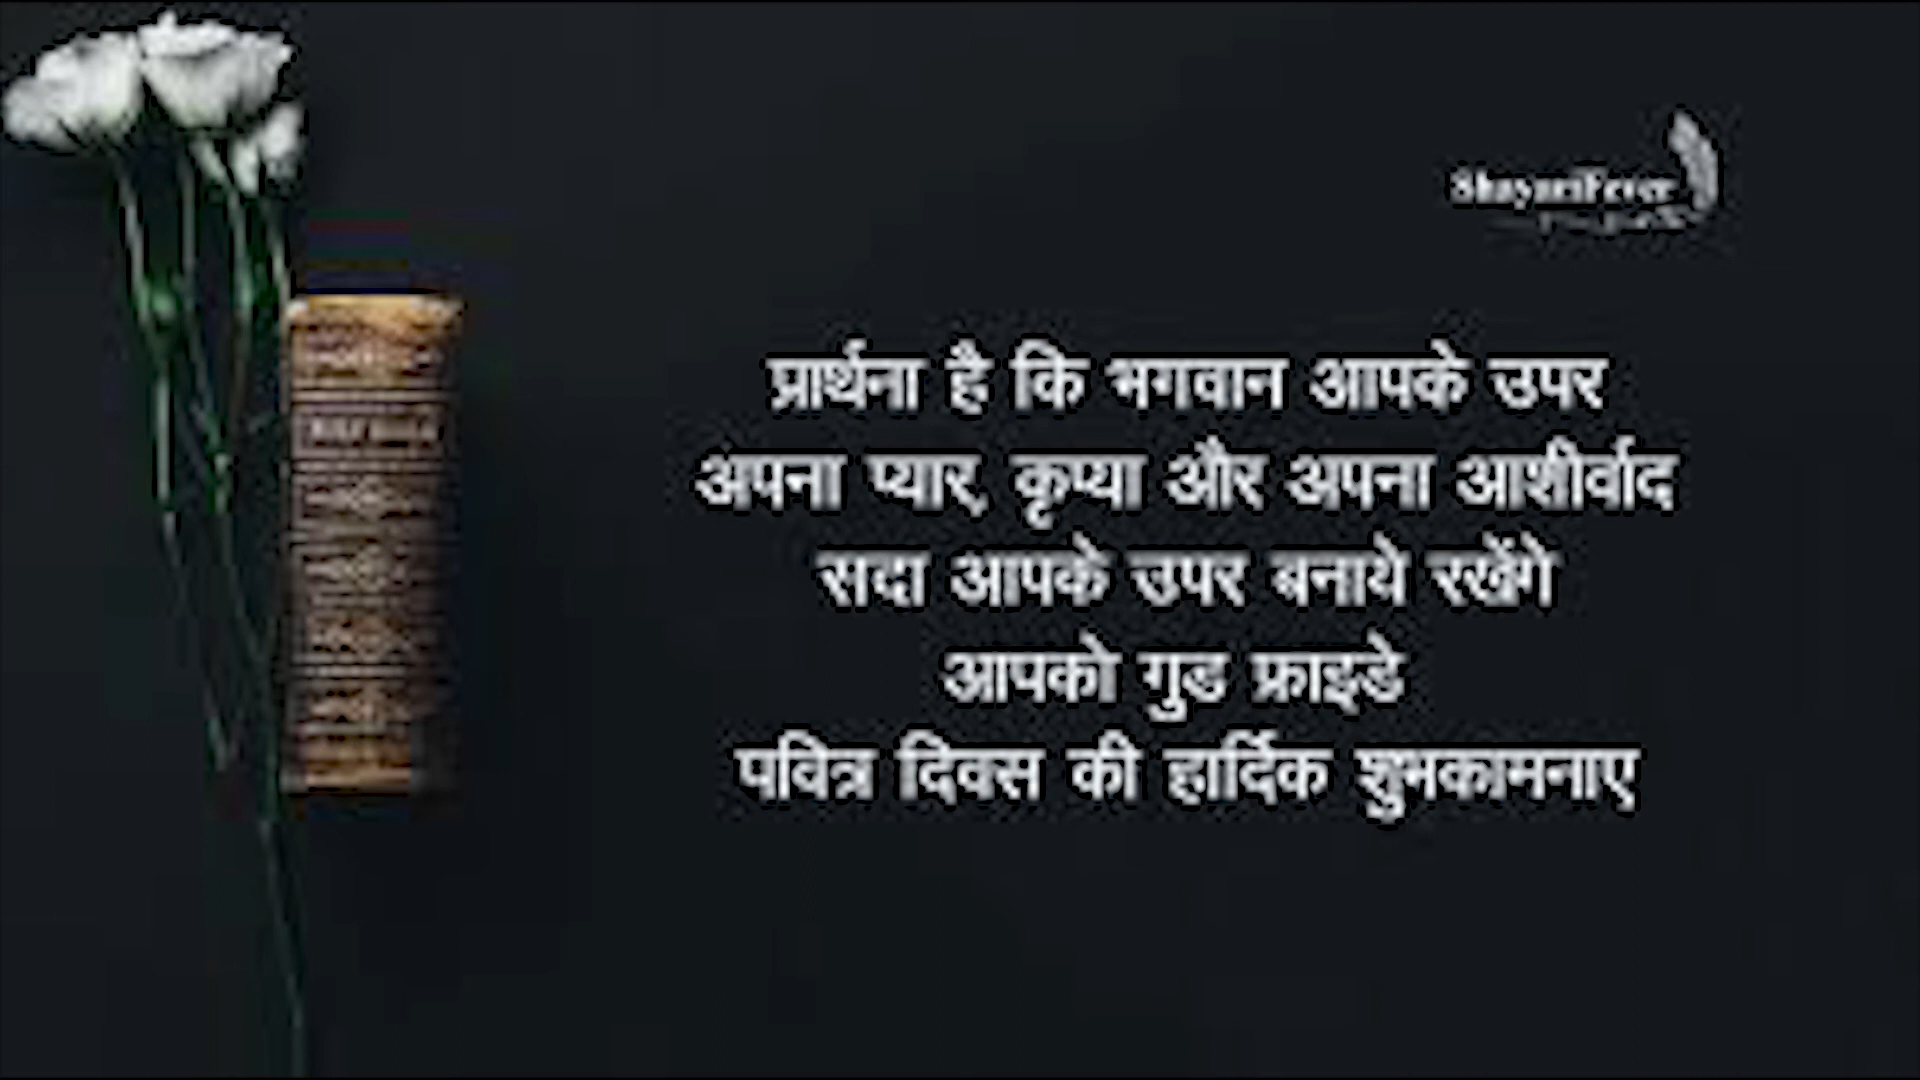 ShayariFever
प्रार्थना है कि भगवान आपके उपर
अपना प्यार, कृप्या और अपना आशीर्वाद
सदा आपके उपर बनाये रखेंगे
आपको गुड फ्राइडे
पवित्र दिवस की हार्दिक शुभकामनाए